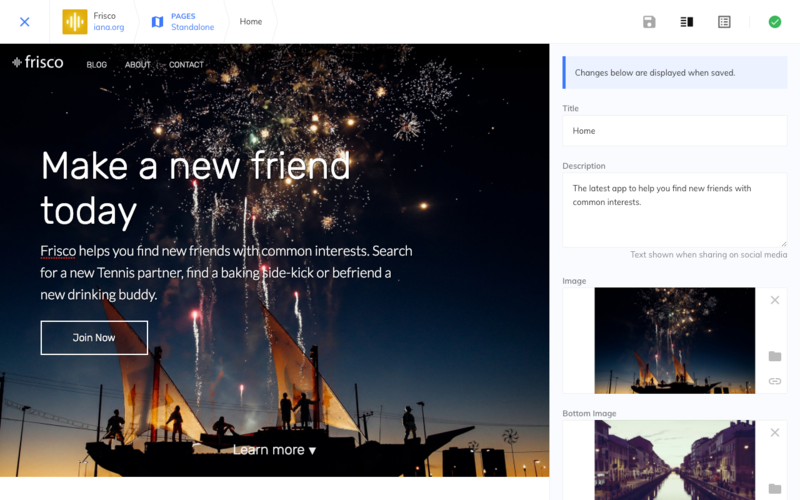 Frisco
iana.org
PAGES
Standalone
Home
frisco
BLOG
ABOUT
CONTACT
Make a new friend
today
Frisco helps you find new friends with common interests. Search
for a new Tennis partner, find a baking side-kick or befriend a
new drinking buddy.
Join Now
Learn more ▾
Changes below are displayed when saved.
Title
Home
Description
The latest app to help you find new friends with
common interests.
Text shown when sharing on social media
Image
Bottom Image